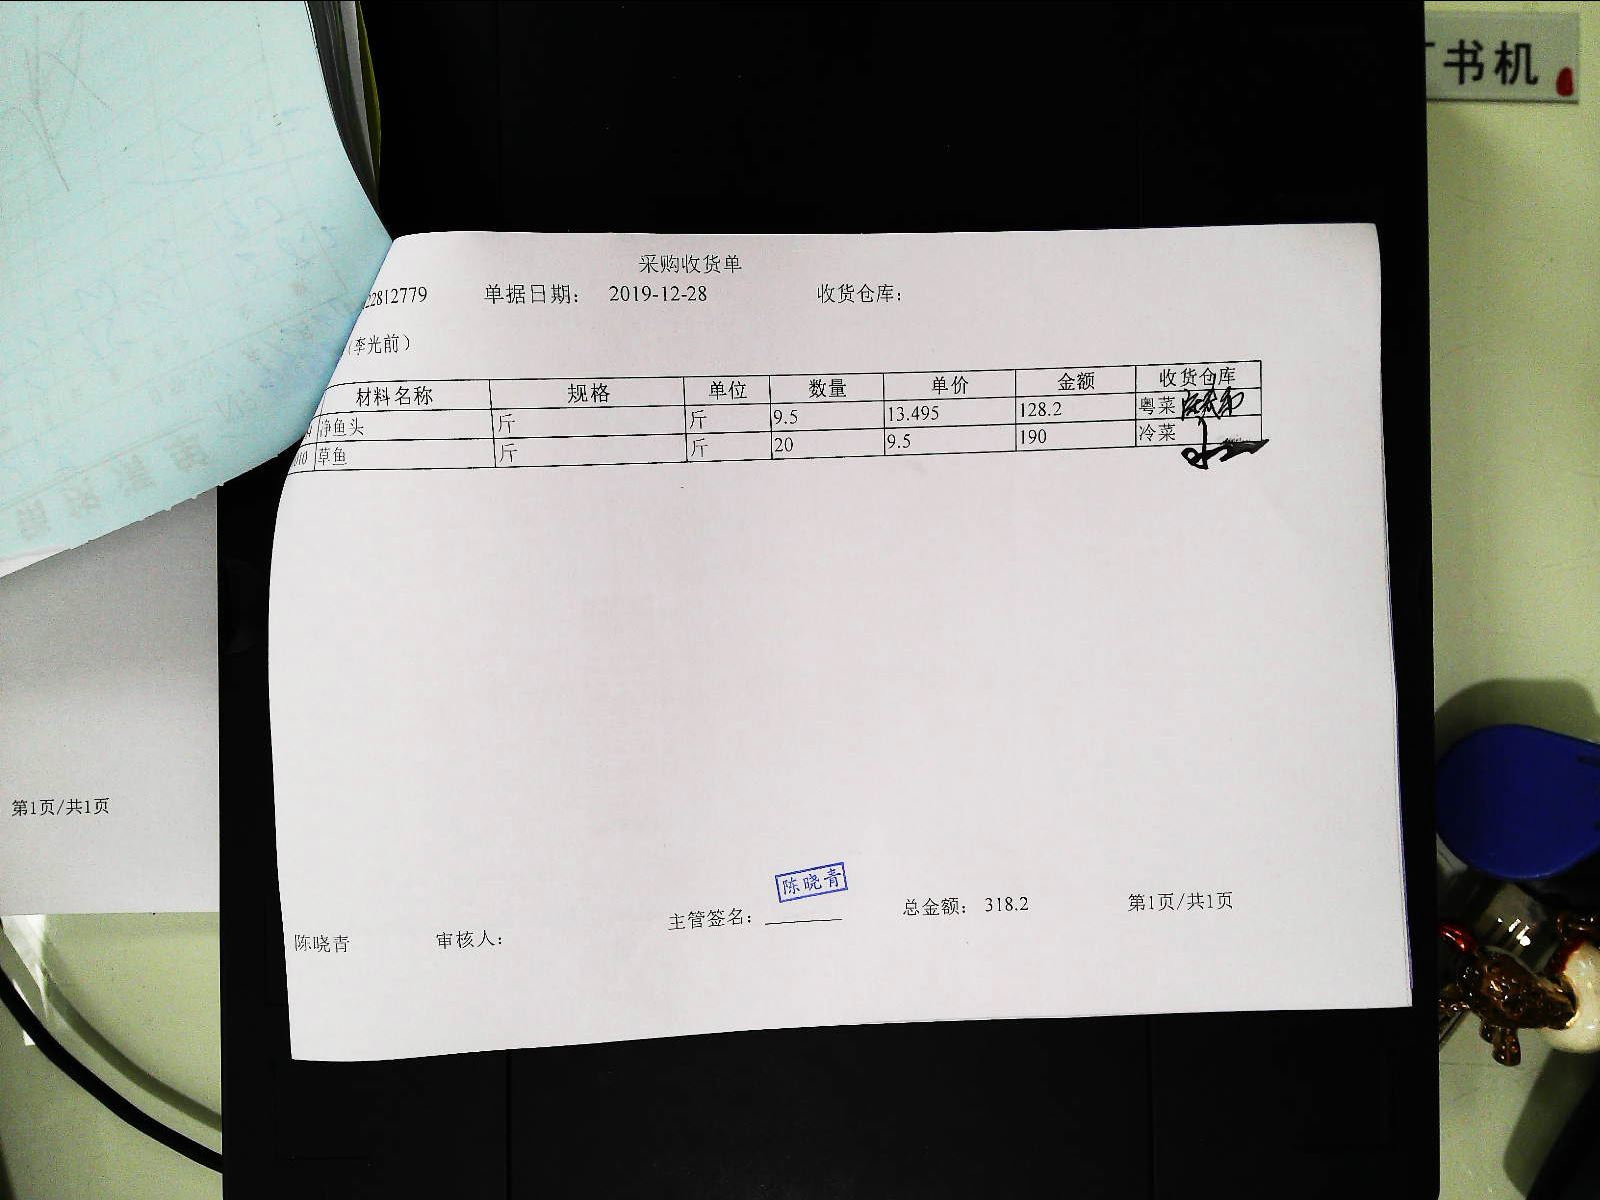 书机
采购收货单
22812779 单据日期： 2019-12-28 收货仓库：
（李光前）
材料名称 规格 单位 数量 单价 金额 收货仓库
净鱼头 斤 斤 9.5 13.495 128.2 粤菜
010 草鱼 斤 斤 20 9.5 190 冷菜
第1页/共1页
陈晓青
主管签名： 总金额： 318.2 第1页/共1页
陈晓青 审核人：